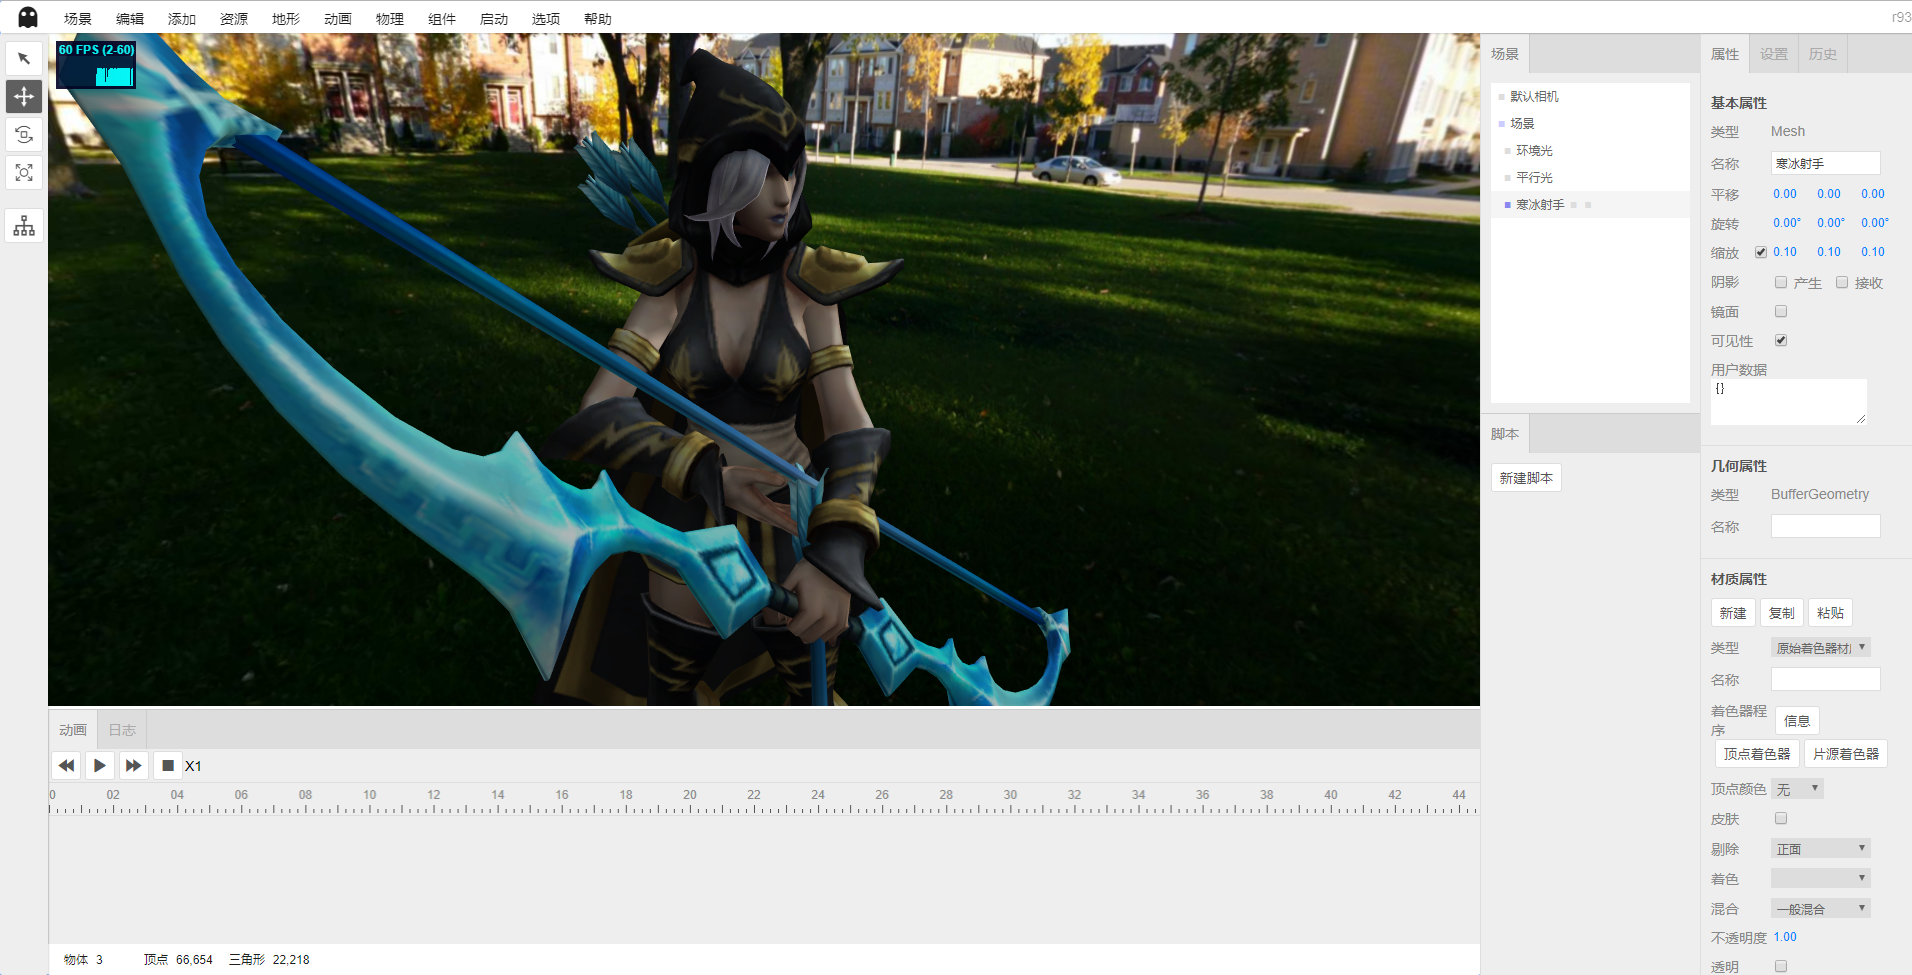 场景 编辑 添加 资源 地形 动画 物理 组件 启动 选项 帮助 r93
60 FPS (2-60)
场景
默认相机
场景
环境光
平行光
寒冰射手
脚本
新建脚本
属性 设置 历史
基本属性
类型 Mesh
名称 寒冰射手
平移 0.00 0.00 0.00
旋转 0.00° 0.00° 0.00°
缩放 0.10 0.10 0.10
阴影 产生 接收
镜面
可见性
用户数据
{}
几何属性
类型 BufferGeometry
名称
材质属性
新建 复制 粘贴
类型 原始着色器材
名称
着色器程
序
信息
顶点着色器 片源着色器
顶点颜色 无
皮肤
剔除 正面
着色
混合 一般混合
不透明度 1.00
透明
动画 日志
X1
0 02 04 06 08 10 12 14 16 18 20 22 24 26 28 30 32 34 36 38 40 42 44
物体 3 顶点 66,654 三角形 22,218